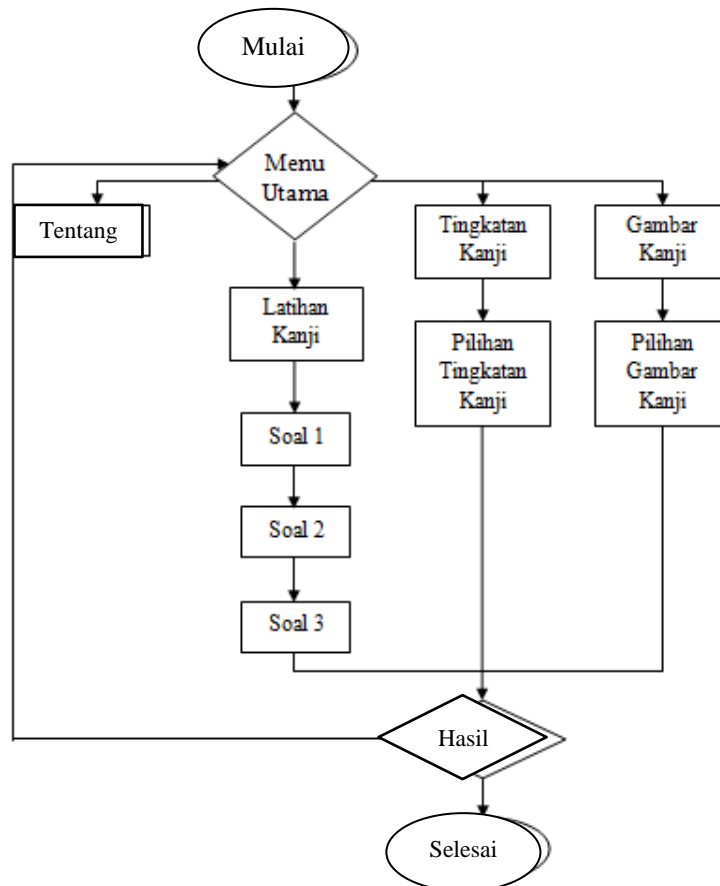 Mulai
Menu
Utama
Tentang
Tingkatan
Kanji
Gambar
Kanji
Latihan
Kanji
Pilihan
Tingkatan
Kanji
Pilihan
Gambar
Kanji
Soal 1
Soal 2
Soal 3
Hasil
Selesai